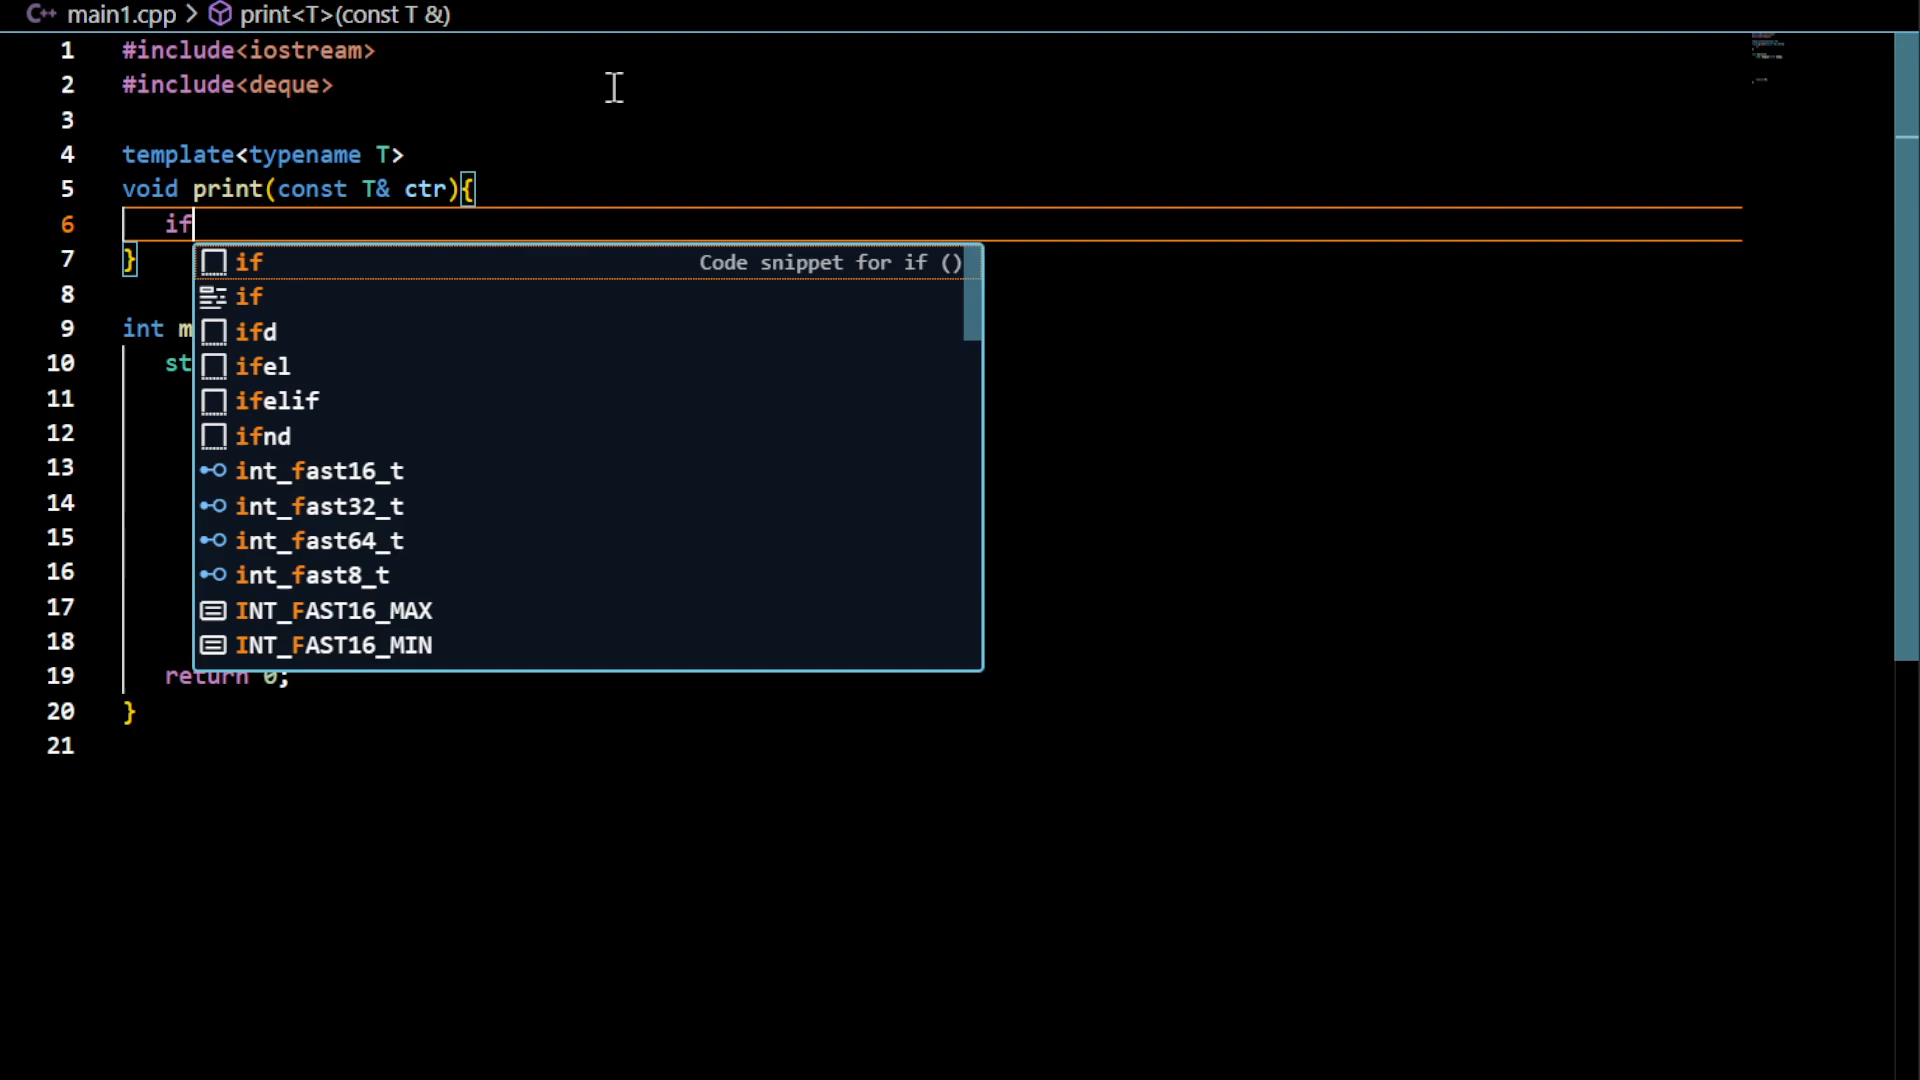 C++ main1.cpp > print<T>(const T &)
1 #include<iostream>
2 #include<deque>
3
4 template<typename T>
5 void print(const T& ctr){
6 if
7 }
if Code snippet for if ()
8
if
9 int m
ifd
10 st
ifel
11
ifelif
12
ifnd
13
int_fast16_t
14
int_fast32_t
15
int_fast64_t
16
int_fast8_t
17
INT_FAST16_MAX
18
INT_FAST16_MIN
19 return 0;
20 }
21